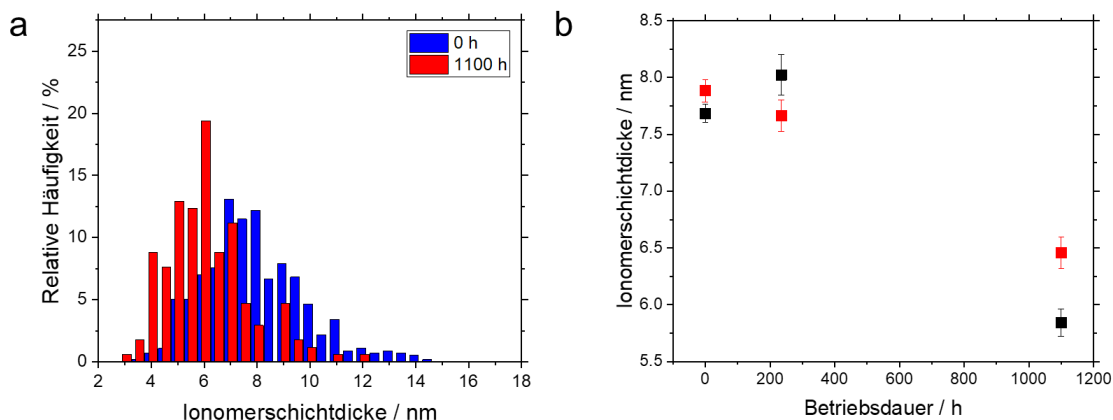 a
Relative Häufigkeit / %
25
20
15
10
5
0
2 4 6 8 10 12 14 16 18
Ionomerschichtdicke / nm
0 h
1100 h
b
Ionomerschichtdicke / nm
8.5
8.0
7.5
7.0
6.5
6.0
5.5
0 200 400 600 800 1000 1200
Betriebsdauer / h